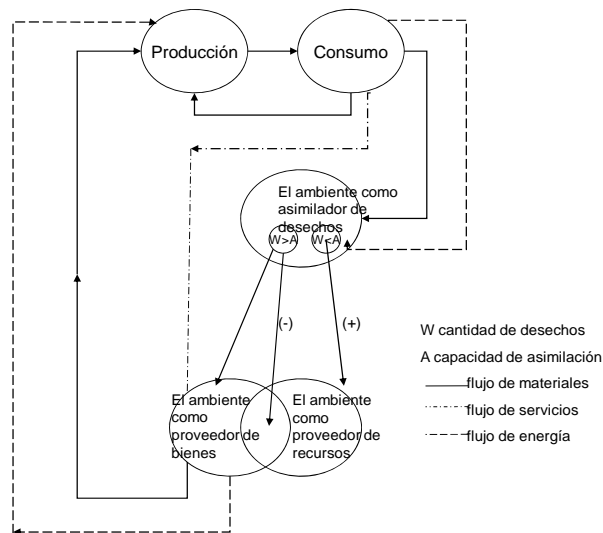 Producción
Consumo
El ambiente como
asimilador de
desechos
W>A
W<A
(-)
(+)
W cantidad de desechos
A capacidad de asimilación
flujo de materiales
flujo de servicios
flujo de energía
El ambiente
como
proveedor de
bienes
El ambiente
como
proveedor de
recursos